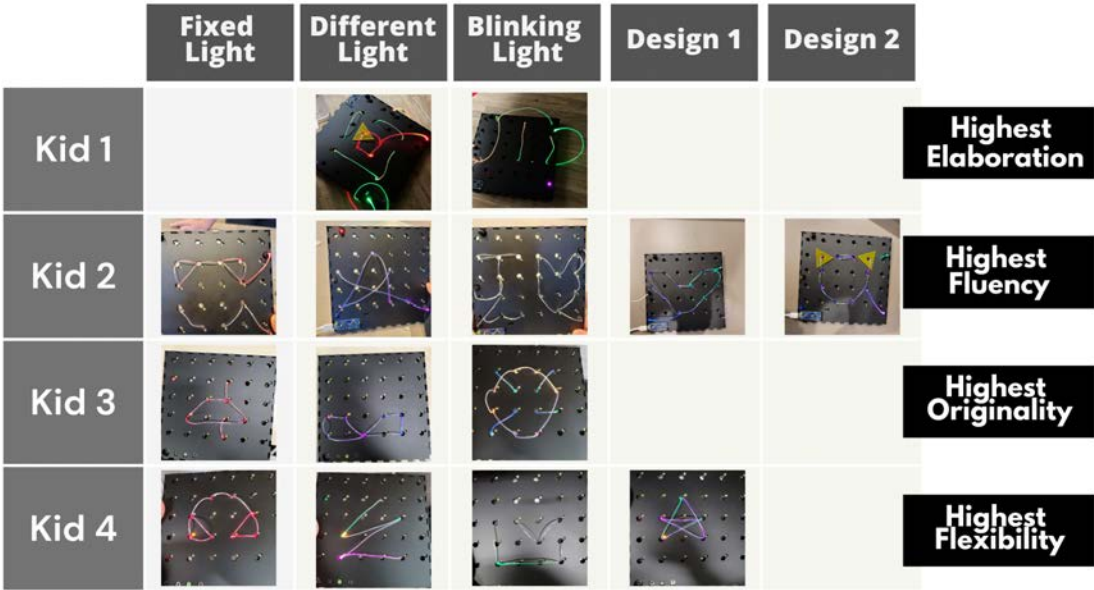 Fixed
Light
Different
Light
Blinking
Light
Design 1
Design 2
Kid 1
Highest
Elaboration
Kid 2
Highest
Fluency
Kid 3
Highest
Originality
Kid 4
Highest
Flexibility